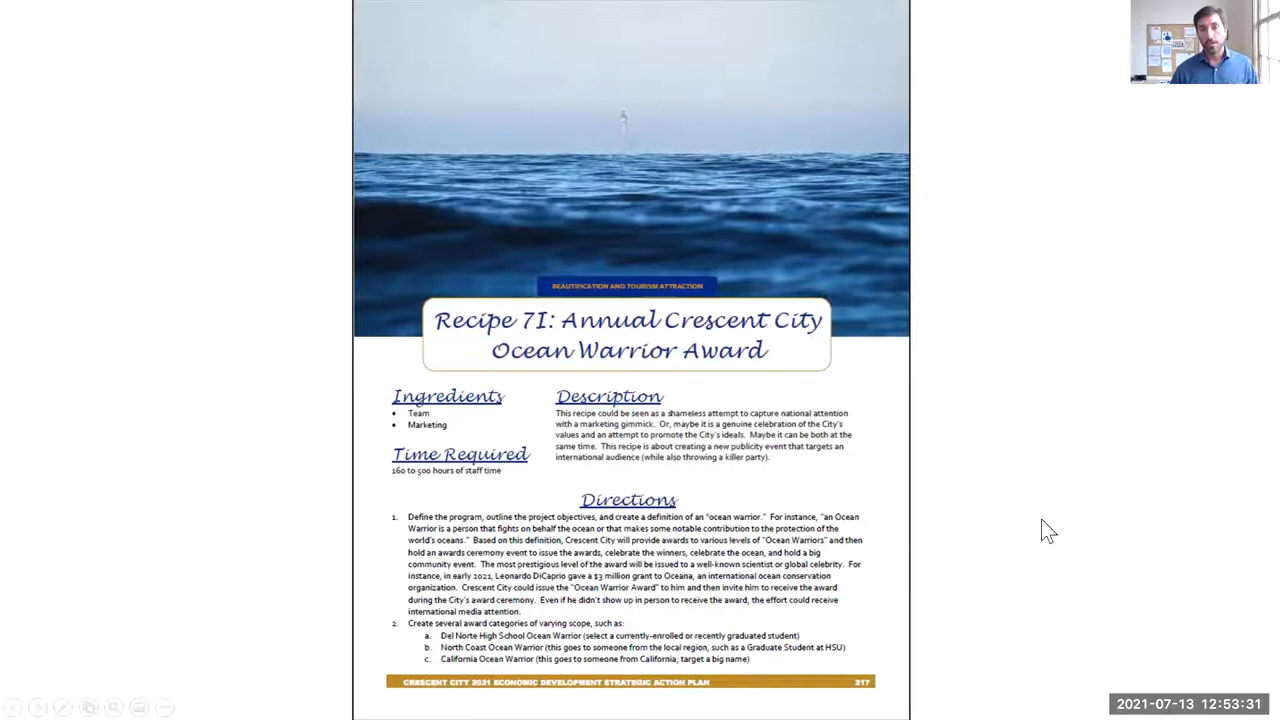 BEAUTIFICATION AND TOURISM ATTRACTION
Recipe 7I: Annual Crescent City
Ocean Warrior Award
Ingredients
• Team
• Marketing
Time Required
160 to 500 hours of staff time
Description
This recipe could be seen as a shameless attempt to capture national attention
with a marketing gimmick. Or, maybe it is a genuine celebration of the City's
values and an attempt to promote the City's ideals. Maybe it can be both at the
same time. This recipe is about creating a new publicity event that targets an
international audience (while also throwing a killer party).
Directions
1. Define the program, outline the project objectives, and create a definition of an "ocean warrior." For instance, "an Ocean
Warrior is a person that fights on behalf the ocean or that makes some notable contribution to the protection of the
world's oceans." Based on this definition, Crescent City will provide awards to various levels of "Ocean Warriors" and then
hold an awards ceremony event to issue the awards, celebrate the winners, celebrate the ocean, and hold a big
community event. The most prestigious level of the award will be issued to a well-known scientist or global celebrity. For
instance, in early 2021, Leonardo DiCaprio gave a $3 million grant to Oceana, an international ocean conservation
organization. Crescent City could issue the "Ocean Warrior Award" to him and then invite him to receive the award
during the City's award ceremony. Even if he didn't show up in person to receive the award, the effort could receive
international media attention.
2. Create several award categories of varying scope, such as:
a. Del Norte High School Ocean Warrior (select a currently-enrolled or recently graduated student)
b. North Coast Ocean Warrior (this goes to someone from the local region, such as a Graduate Student at HSU)
c. California Ocean Warrior (this goes to someone from California; target a big name)
CRESCENT CITY 2021 ECONOMIC DEVELOPMENT STRATEGIC ACTION PLAN 217
2021-07-13 12:53:31